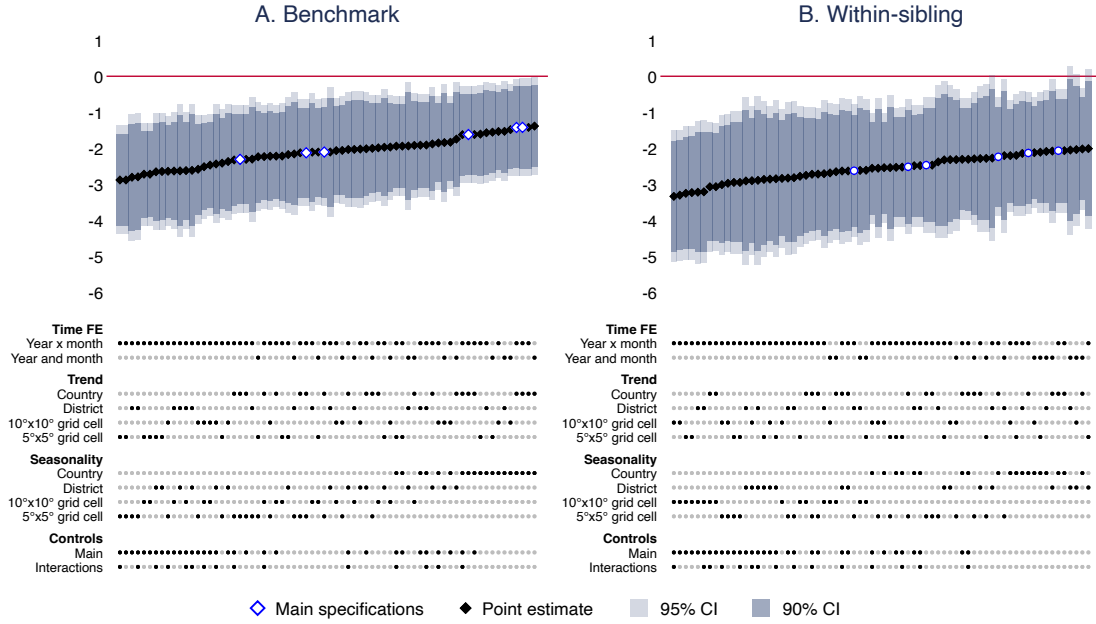 A. Benchmark
1
0
-1
-2
-3
-4
-5
-6
Time FE
Year x month
Year and month
Trend
Country
District
10°x10° grid cell
5°x5° grid cell
Seasonality
Country
District
10°x10° grid cell
5°x5° grid cell
Controls
Main
Interactions
B. Within-sibling
1
0
-1
-2
-3
-4
-5
-6
Time FE
Year x month
Year and month
Trend
Country
District
10°x10° grid cell
5°x5° grid cell
Seasonality
Country
District
10°x10° grid cell
5°x5° grid cell
Controls
Main
Interactions
Main specifications
Point estimate
95% CI
90% CI